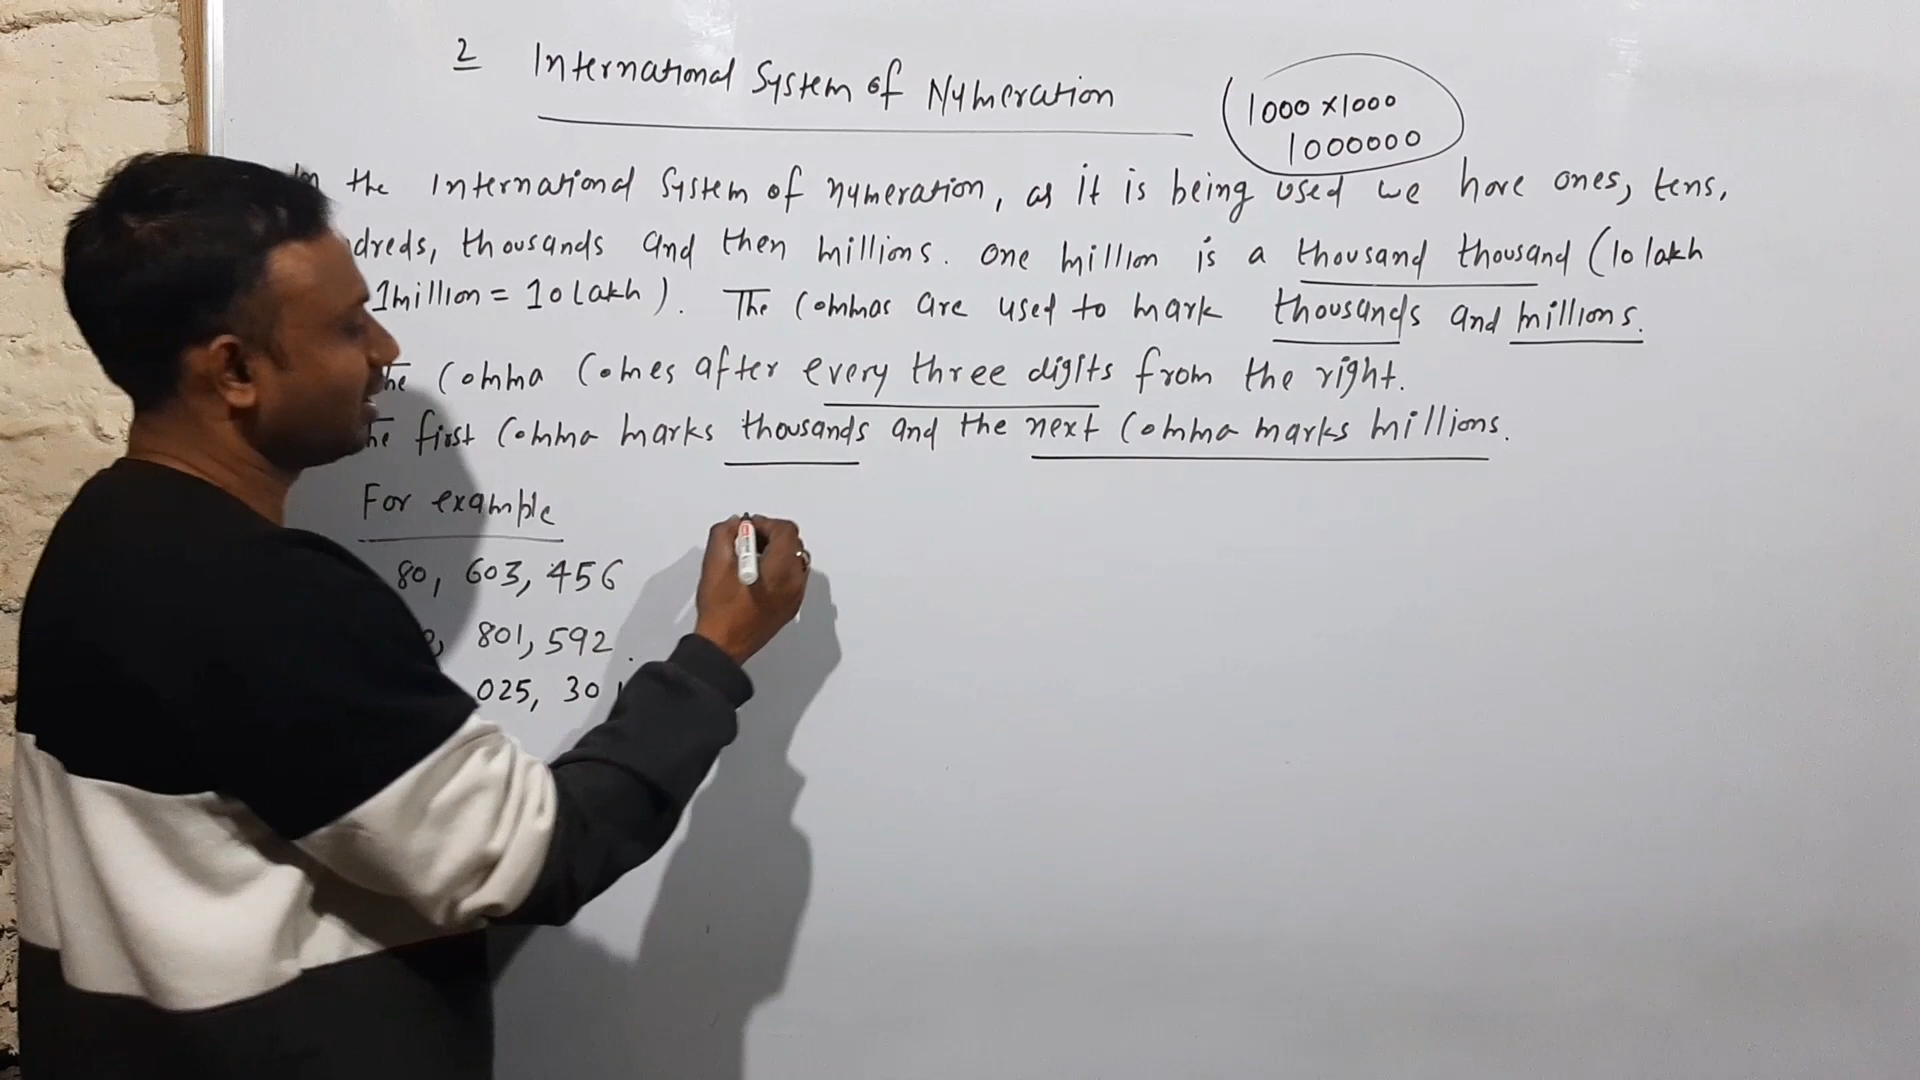 2 International System of Numeration
1000 x 1000
1000000
In the International System of numeration, as it is being used we have ones, tens,
thousands and then millions. One million is a thousand thousand (10 lakh
1 million = 10 Lakh). The Commas are used to mark thousands and millions.
The Comma Comes after every three digits from the right.
The first Comma marks thousands and the next Comma marks millions.
For example
80, 603, 456
801, 592.
025, 301